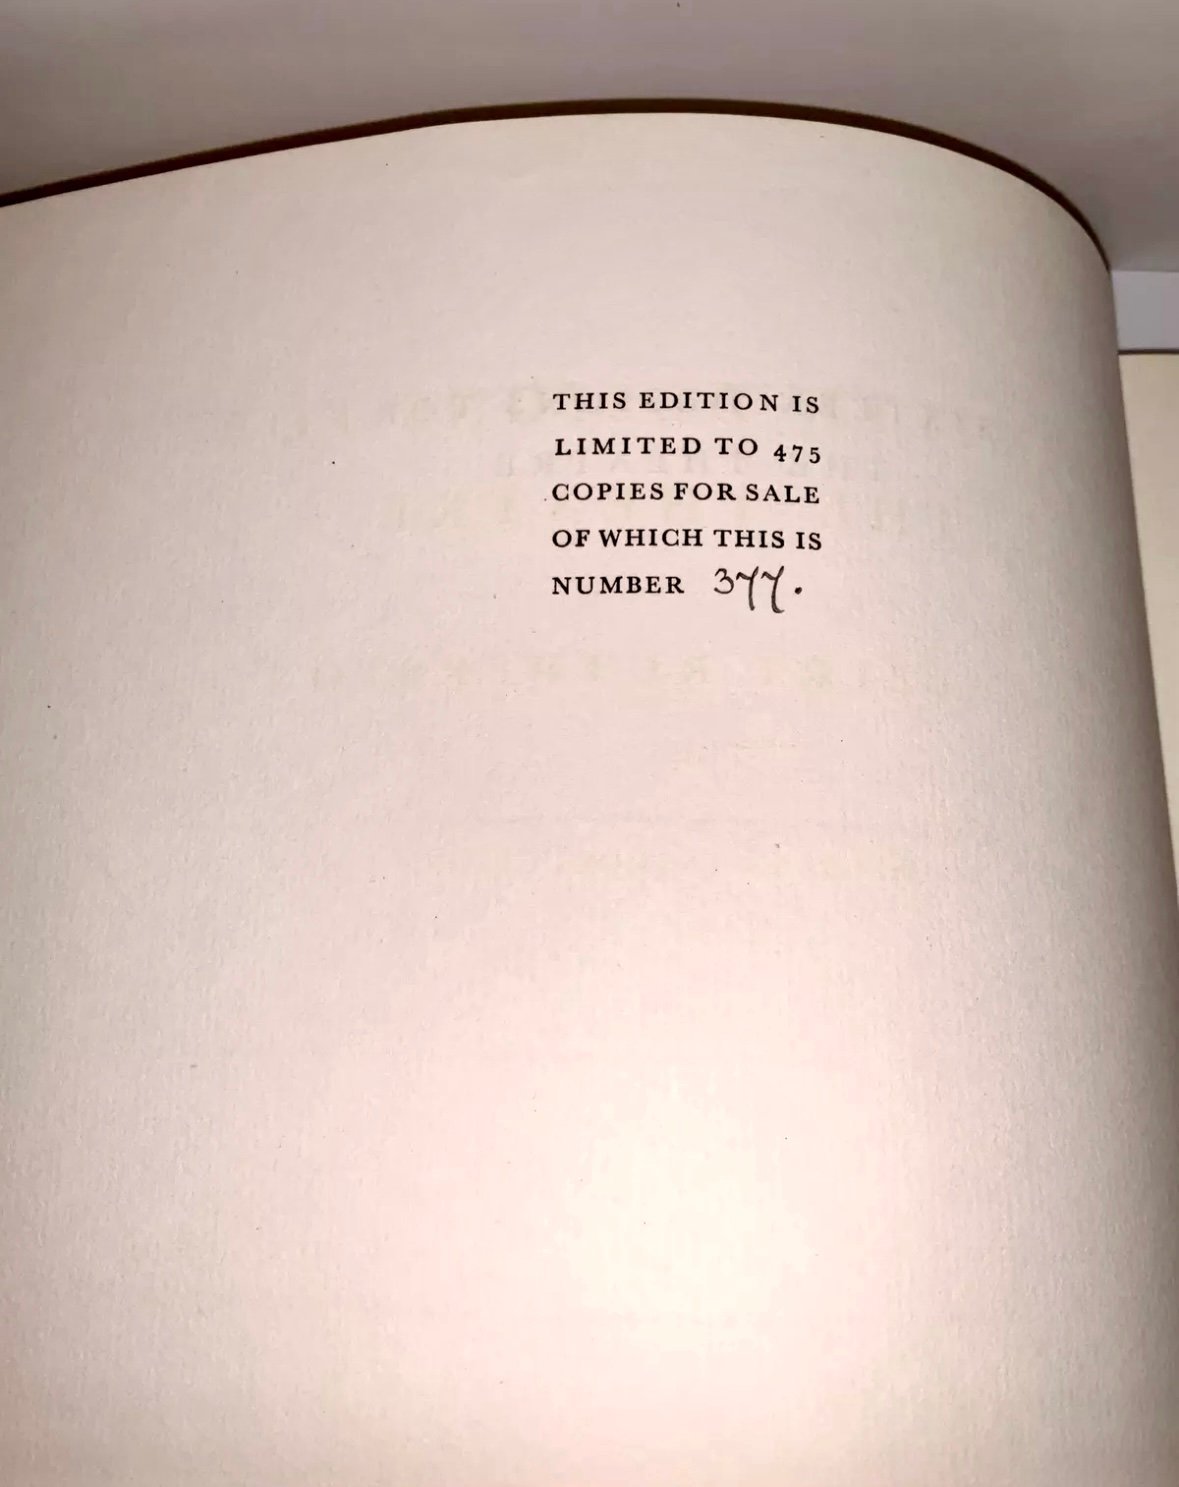 THIS EDITION IS
LIMITED TO 475
COPIES FOR SALE
OF WHICH THIS IS
NUMBER 377.